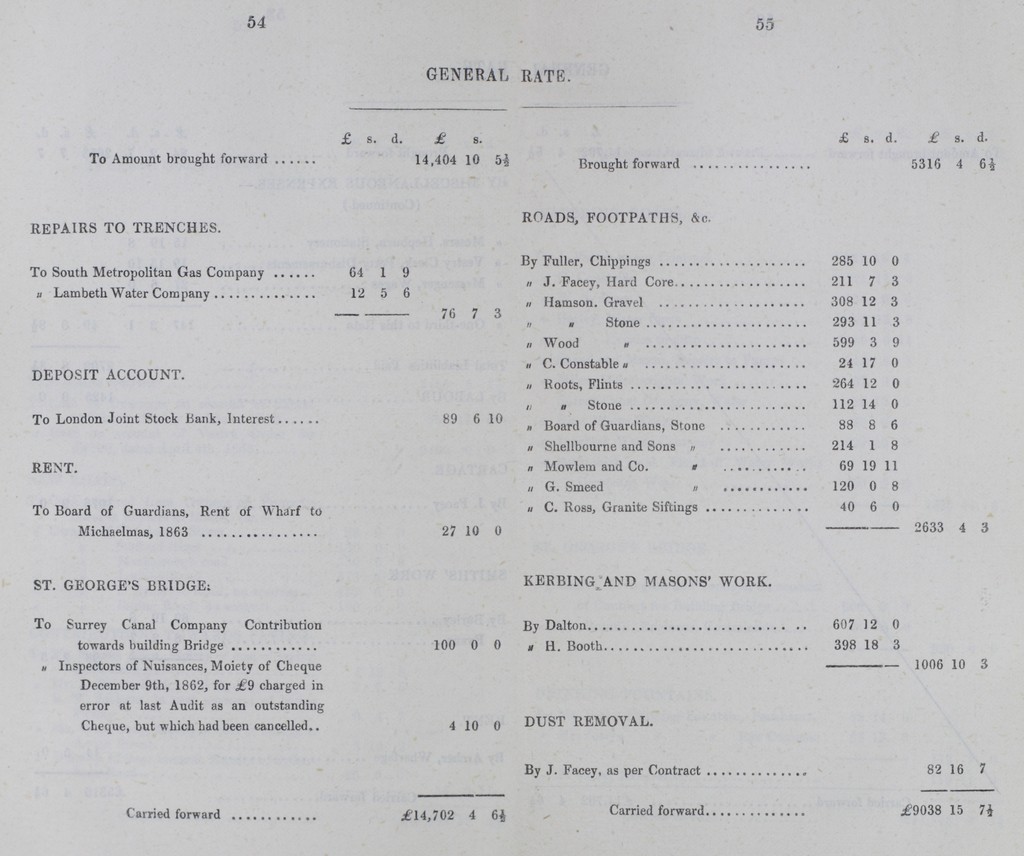 54
GENERAL RATE.
£ s. d. £ s.
To Amount brought forward ...... 14,404 10 5½
REPAIRS TO TRENCHES.
To South Metropolitan Gas Company ...... 64 1 9
„ Lambeth Water Company .............. 12 5 6
76 7 3
DEPOSIT ACCOUNT.
To London Joint Stock Bank, Interest ...... 89 6 10
RENT.
To Board of Guardians, Rent of Wharf to
Michaelmas, 1863 ................ 27 10 0
ST. GEORGE'S BRIDGE:
To Surrey Canal Company Contribution
towards building Bridge ............ 100 0 0
„ Inspectors of Nuisances, Moiety of Cheque
December 9th, 1862, for £9 charged in
error at last Audit as an outstanding
Cheque, but which had been cancelled.. 4 10 0
Carried forward ............ £14,702 4 6½
55
£ s. d. £ s. d.
Brought forward ................ 5316 4 6½
ROADS, FOOTPATHS, &c.
By Fuller, Chippings .................... 285 10 0
„ J. Facey, Hard Core .................... 211 7 3
„ Hamson. Gravel .................... 308 12 3
„ „ Stone .................... 293 11 3
„ Wood „ .................... 599 3 9
„ C. Constable „ .................... 24 17 0
„ Roots, Flints .................... 264 12 0
„ „ Stone .................... 112 14 0
„ Board of Guardians, Stone ............ 88 8 6
„ Shellbourne and Sons „ ............ 214 1 8
„ Mowlem and Co. „ ............ 69 19 11
„ G. Smeed „ ............ 120 0 8
„ C. Ross, Granite Siftings .............. 40 6 0
2633 4 3
KERBING AND MASONS' WORK.
By Dalton .............................. 607 12 0
„ H. Booth ............................ 398 18 3
1006 10 3
DUST REMOVAL.
By J. Facey, as per Contract .............. 82 16 7
Carried forward .............. £9038 15 7½